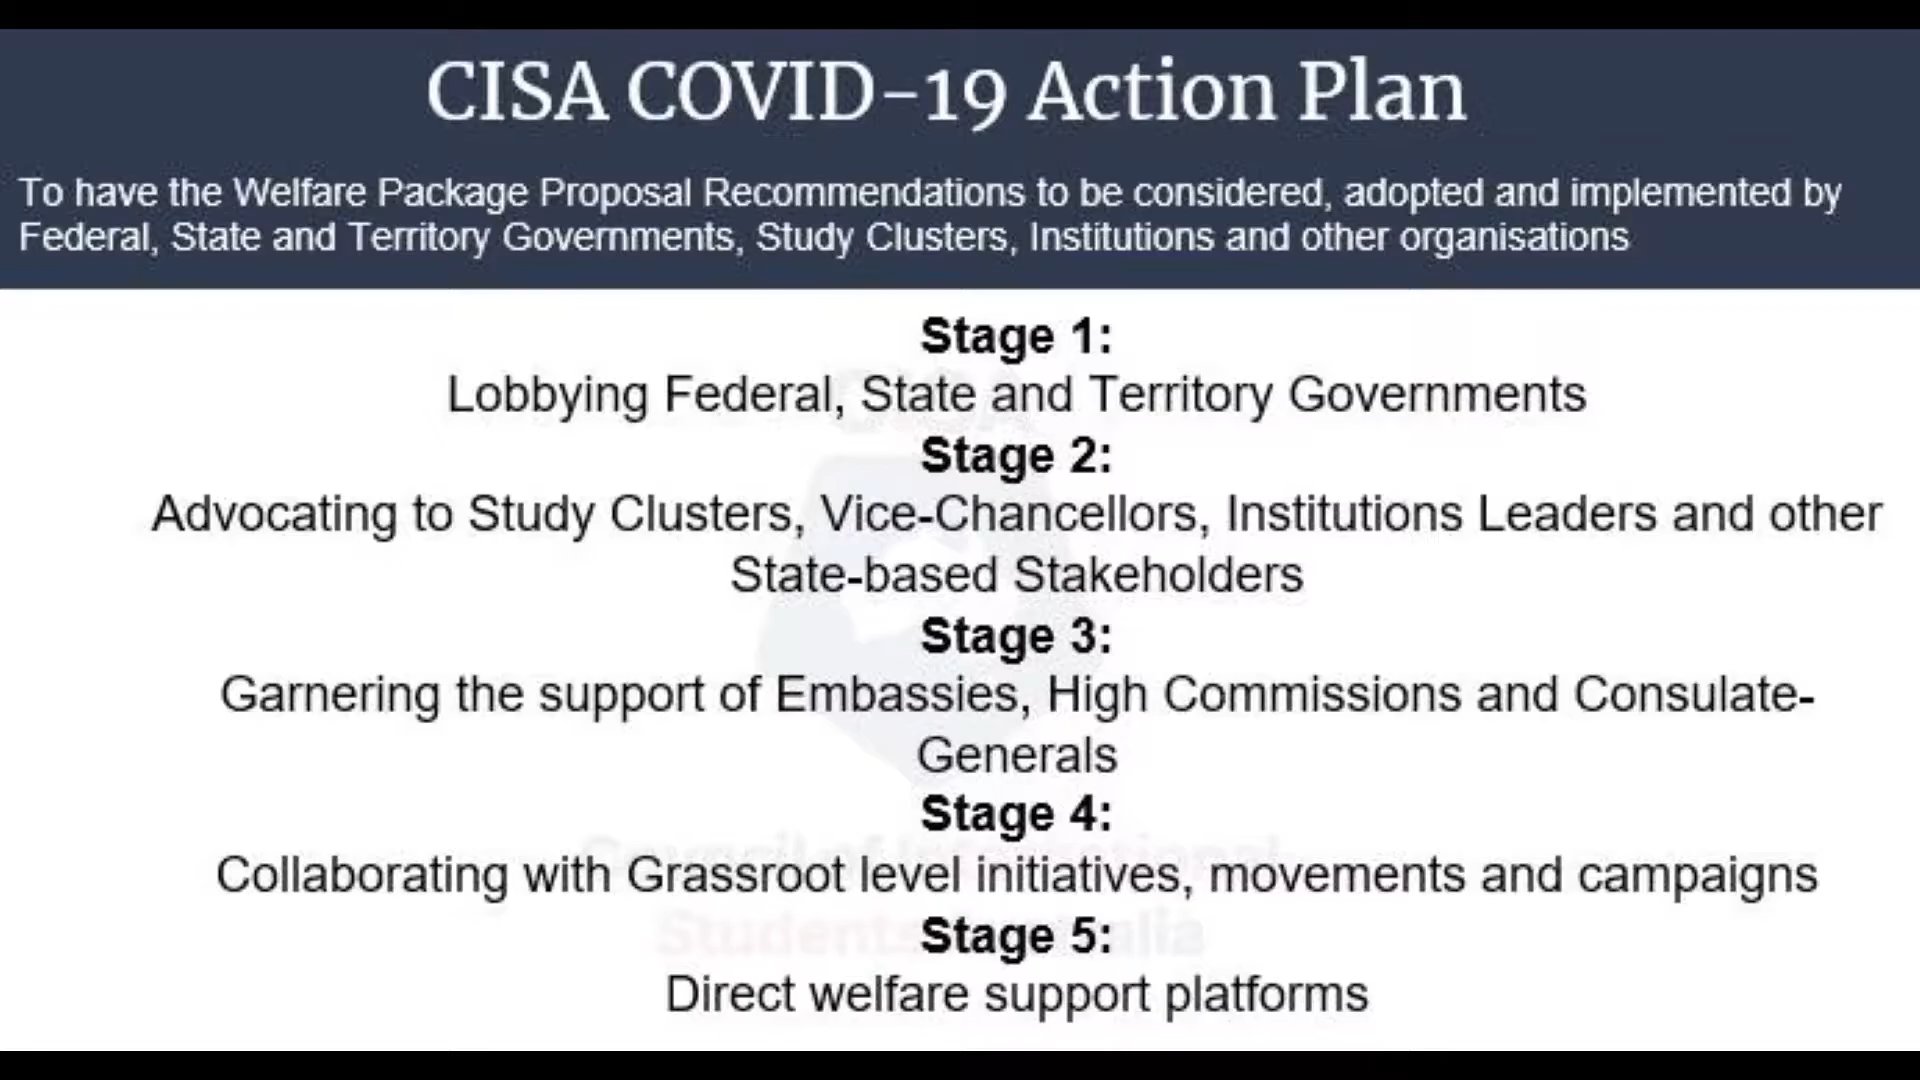 CISA COVID-19 Action Plan
To have the Welfare Package Proposal Recommendations to be considered, adopted and implemented by
Federal, State and Territory Governments, Study Clusters, Institutions and other organisations
Stage 1:
Lobbying Federal, State and Territory Governments
Stage 2:
Advocating to Study Clusters, Vice-Chancellors, Institutions Leaders and other
State-based Stakeholders
Stage 3:
Garnering the support of Embassies, High Commissions and Consulate-
Generals
Stage 4:
Collaborating with Grassroot level initiatives, movements and campaigns
Stage 5:
Direct welfare support platforms